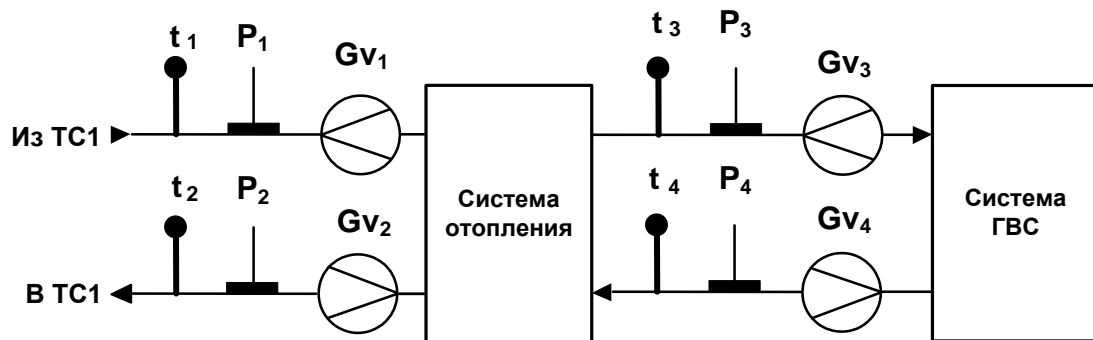 t 1 P1 Gv1 t 3 P3 Gv3
Из ТС1
t 2 P2 Gv2 t 4 P4 Gv4
В ТС1
Система
отопления
Система
ГВС